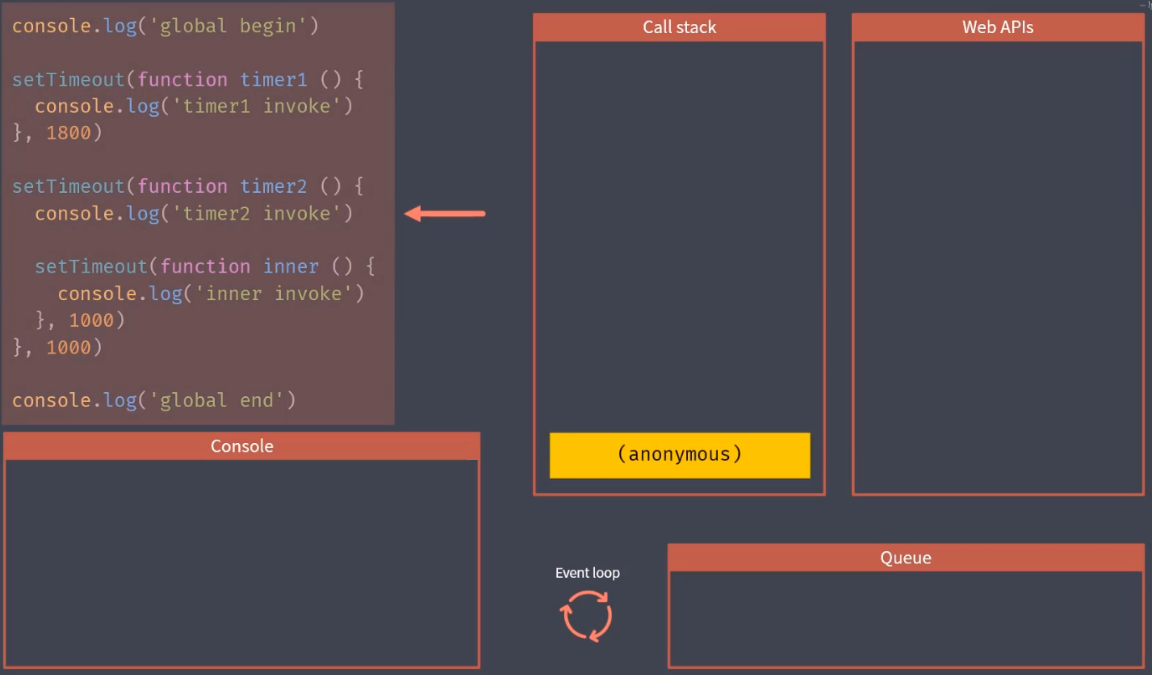 console.log('global begin')
setTimeout(function timer1 () {
  console.log('timer1 invoke')
}, 1800)
setTimeout(function timer2 () {
  console.log('timer2 invoke')
  setTimeout(function inner () {
    console.log('inner invoke')
  }, 1000)
}, 1000)
console.log('global end')
Console
Call stack
(anonymous)
Web APIs
Event loop
Queue